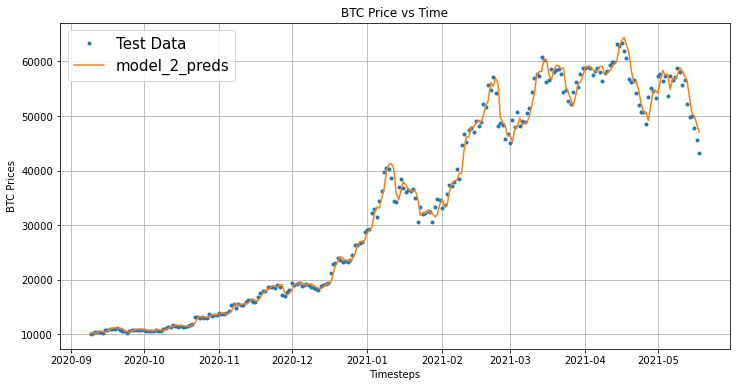 BTC Price vs Time
Test Data
model_2_preds
BTC Prices
60000
50000
40000
30000
20000
10000
2020-09 2020-10 2020-11 2020-12 2021-01 2021-02 2021-03 2021-04 2021-05
Timesteps